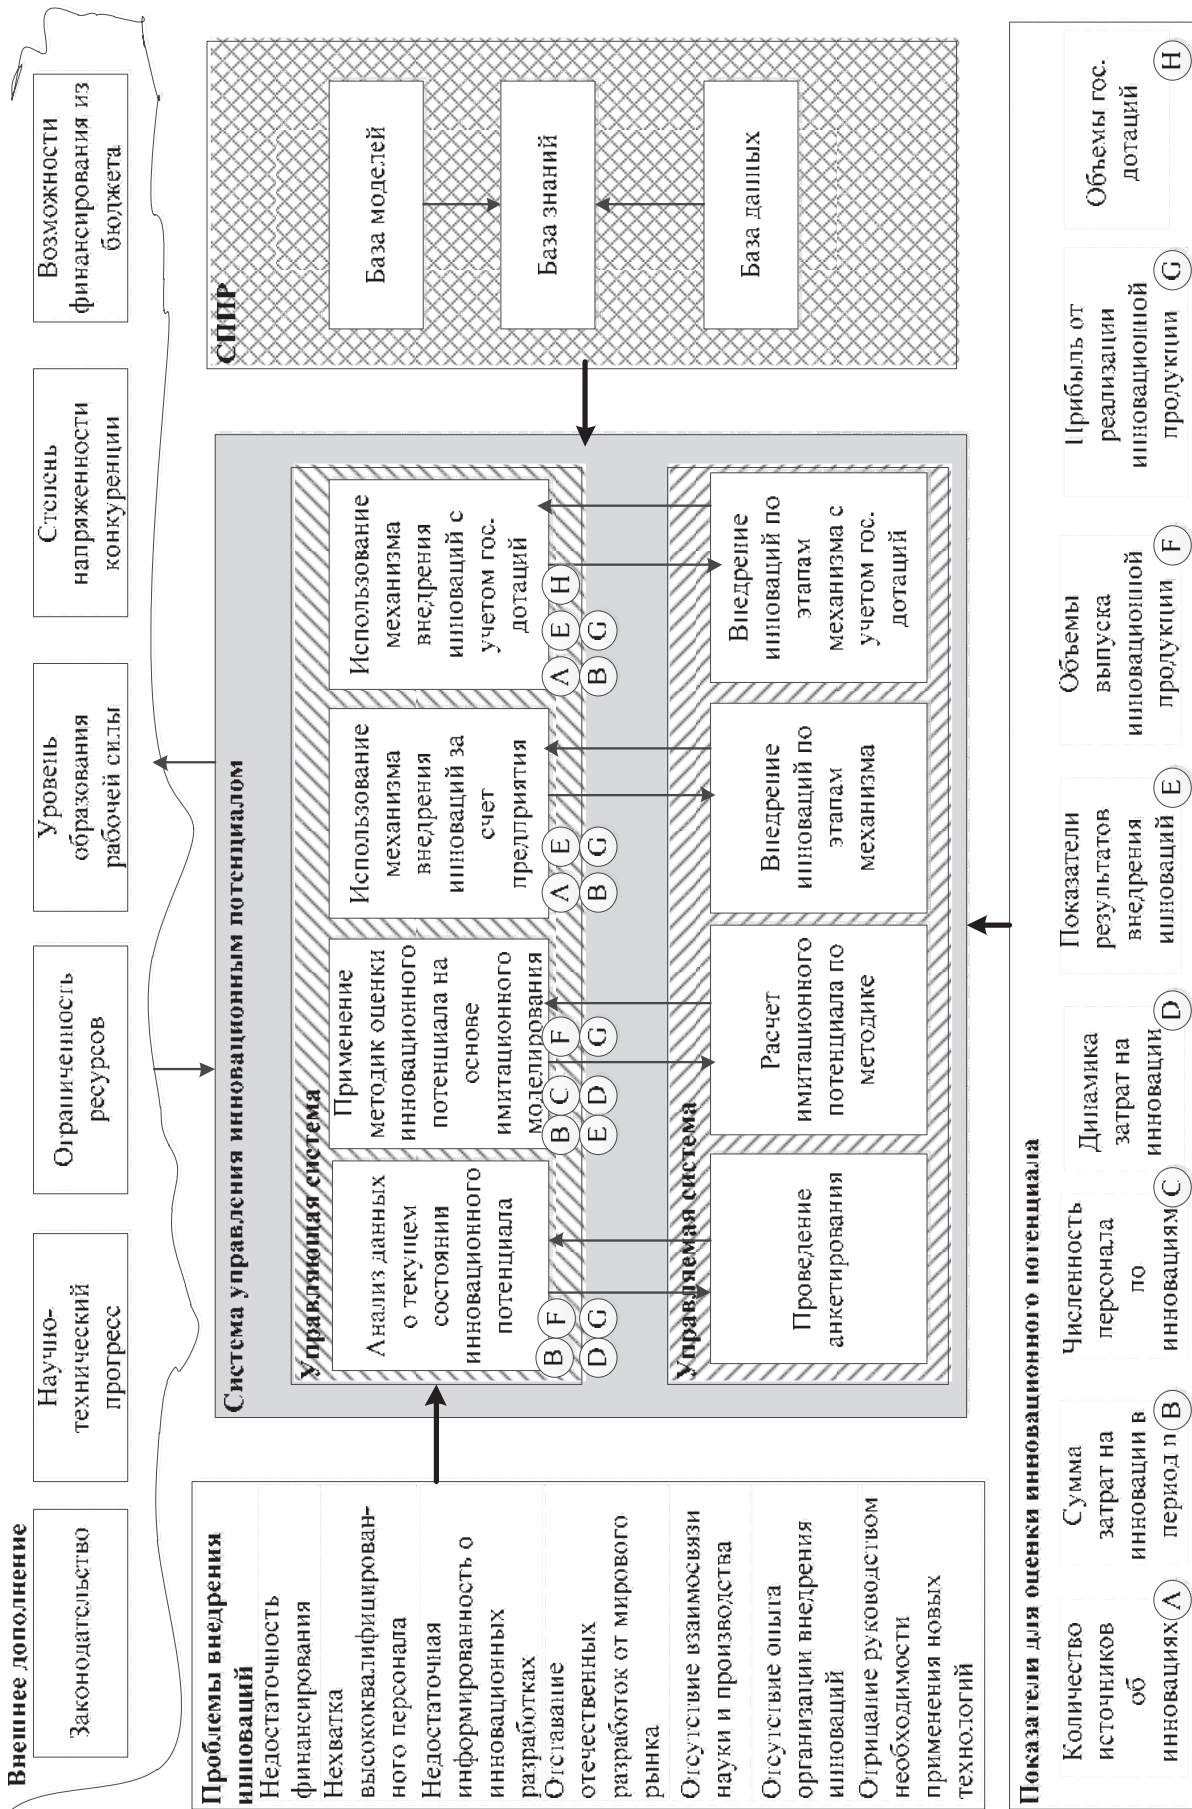 Внешнее дополнение
Законодательство
Научно-
технический
прогресс
Ограниченность
ресурсов
Уровень
образования
рабочей силы
Степень
напряженности
конкуренции
Возможности
финансирования из
бюджета
Проблемы внедрения
инноваций
Недостаточность
финансирования
Нехватка
высококвалифицирован-
ного персонала
Недостаточная
информированность о
инновационных
разработках
Отставание
отечественных
разработок от мирового
рынка
Отсутствие взаимосвязи
науки и производства
Отсутствие опыта
организации внедрения
инноваций
Отрицание руководством
необходимости
применения новых
технологий
Система управления инновационным потенциалом
Управляющая система
Анализ данных
о текущем
состоянии
инновационного
потенциала
B F
D G
Применение
методик оценки
инновационного
потенциала на
основе
имитационного
моделирования
B C F
E D G
Использование
механизма
внедрения
инноваций за
счет
предприятия
A E
B G
Использование
механизма
внедрения
инноваций с
учетом гос.
дотаций
A E H
B G
Управляемая система
Проведение
анкетирования
Расчет
имитационного
потенциала по
методике
Внедрение
инноваций по
этапам
механизма
Внедрение
инноваций по
этапам
механизма с
учетом гос.
дотаций
СППР
База моделей
База знаний
База данных
Показатели для оценки инновационного потенциала
Количество
источников
об
инновациях A
Сумма
затрат на
инновации в
период n B
Численность
персонала
по
инновациям C
Динамика
затрат на
инновации D
Показатели
результатов
внедрения
инноваций E
Объемы
выпуска
инновационной
продукции F
Прибыль от
реализации
инновационной
продукции G
Объемы гос.
дотаций H